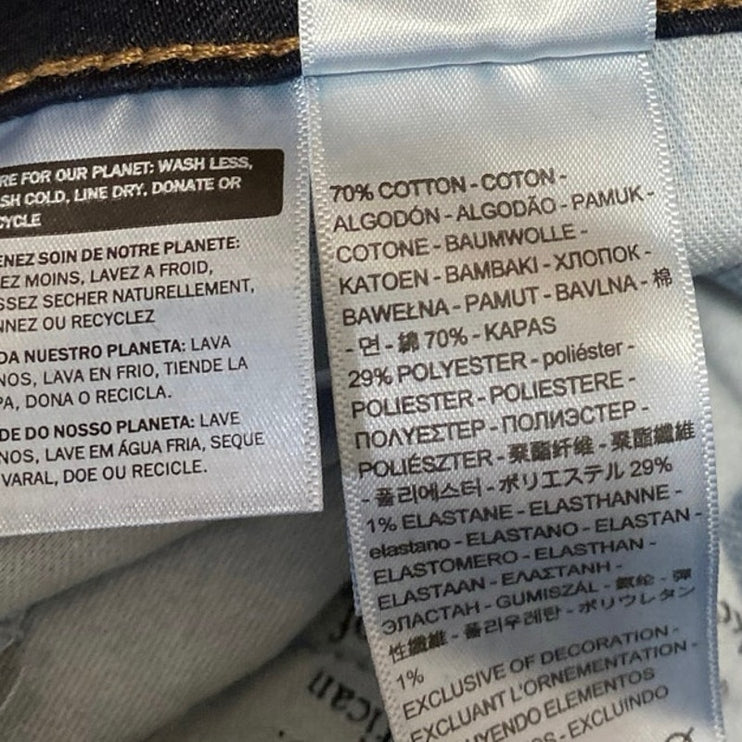 RE FOR OUR PLANET: WASH LESS,
SH COLD, LINE DRY, DONATE OR
CYCLE
ENEZ SOIN DE NOTRE PLANETE:
EZ MOINS, LAVEZ A FROID,
SSEZ SECHER NATURELLEMENT,
NNEZ OU RECYCLEZ
DA NUESTRO PLANETA: LAVA
NOS, LAVA EN FRIO, TIENDE LA
PA, DONA O RECICLA.
DE DO NOSSO PLANETA: LAVE
NOS, LAVE EM ÁGUA FRIA, SEQUE
VARAL, DOE OU RECICLE.
70% COTTON - COTON -
ALGODÓN - ALGODÃO - PAMUK -
COTONE - BAUMWOLLE -
KATOEN - BAMBAKI - ХЛОПОК -
BAWEŁNA - PAMUT - BAVLNA - 棉
- 면 - 綿 70% - KAPAS
29% POLYESTER - poliéster -
POLIESTER - POLIESTERE -
ΠΟΛΥΕΣΤΕΡ - ПОЛИЭСТЕР -
POLIÉSZTER - 聚酯纤维 - 聚酯纖維
- 폴리에스터 - ポリエステル 29%
1% ELASTANE - ELASTHANNE -
elastano - ELASTANO - ELASTAN -
ELASTOMERO - ELASTHAN -
ELASTAAN - ΕΛΑΣΤΑΝΗ -
ЭЛАСТАН - GUMISZÁL - 氨纶 - 彈
性纖維 - 폴리우레탄 - ポリウレタン
1%
EXCLUSIVE OF DECORATION -
EXCLUANT L'ORNEMENTATION -
UYENDO ELEMENTOS
OS - EXCLUINDO